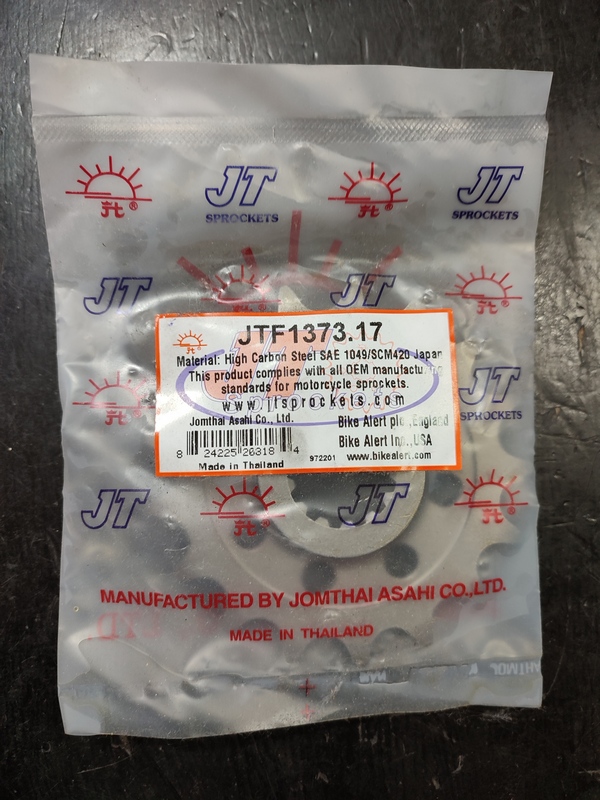 JT
SPROCKETS
JT
SPROCKETS
JT
JT
JTF1373.17
Material: High Carbon Steel SAE 1049/SCM420 Japan
This product complies with all OEM manufacturing
standards for motorcycle sprockets.
www.jtsprockets.com
Jomthai Asahi Co., Ltd.
Bike Alert plc.,England
Bike Alert Inc.,USA
8 24225 20318 4
972201
www.bikealert.com
Made in Thailand
JT
SPROCKETS
JT
JT
MANUFACTURED BY JOMTHAI ASAHI CO.,LTD.
MADE IN THAILAND